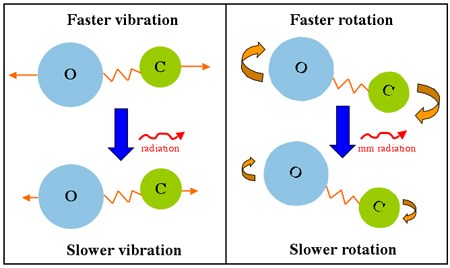 Faster vibration
O
C
radiation
O
C
Slower vibration
Faster rotation
O
C
mm radiation
O
C
Slower rotation